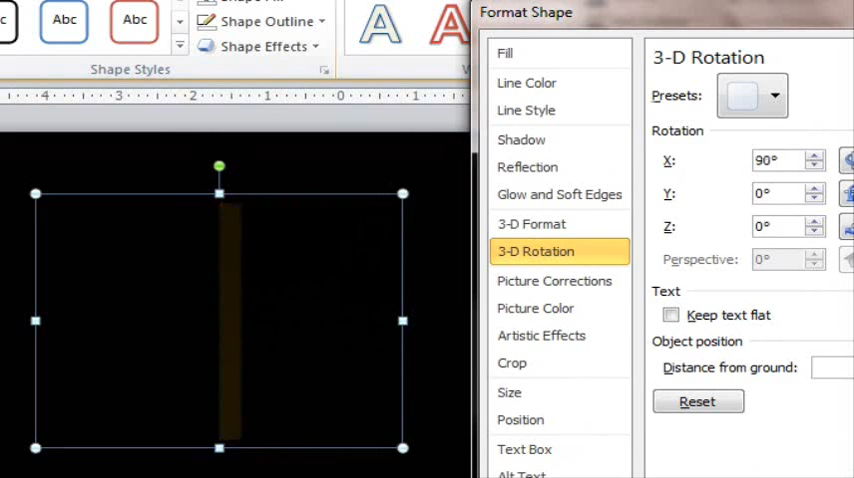 Format Shape
Abc
Abc
Shape Outline
Shape Effects
Shape Styles
4 3 2 1 0 1
Fill
Line Color
Line Style
Shadow
Reflection
Glow and Soft Edges
3-D Format
3-D Rotation
Picture Corrections
Picture Color
Artistic Effects
Crop
Size
Position
Text Box
Alt Text
3-D Rotation
Presets:
Rotation
X: 90°
Y: 0°
Z: 0°
Perspective: 0°
Text
Keep text flat
Object position
Distance from ground:
Reset